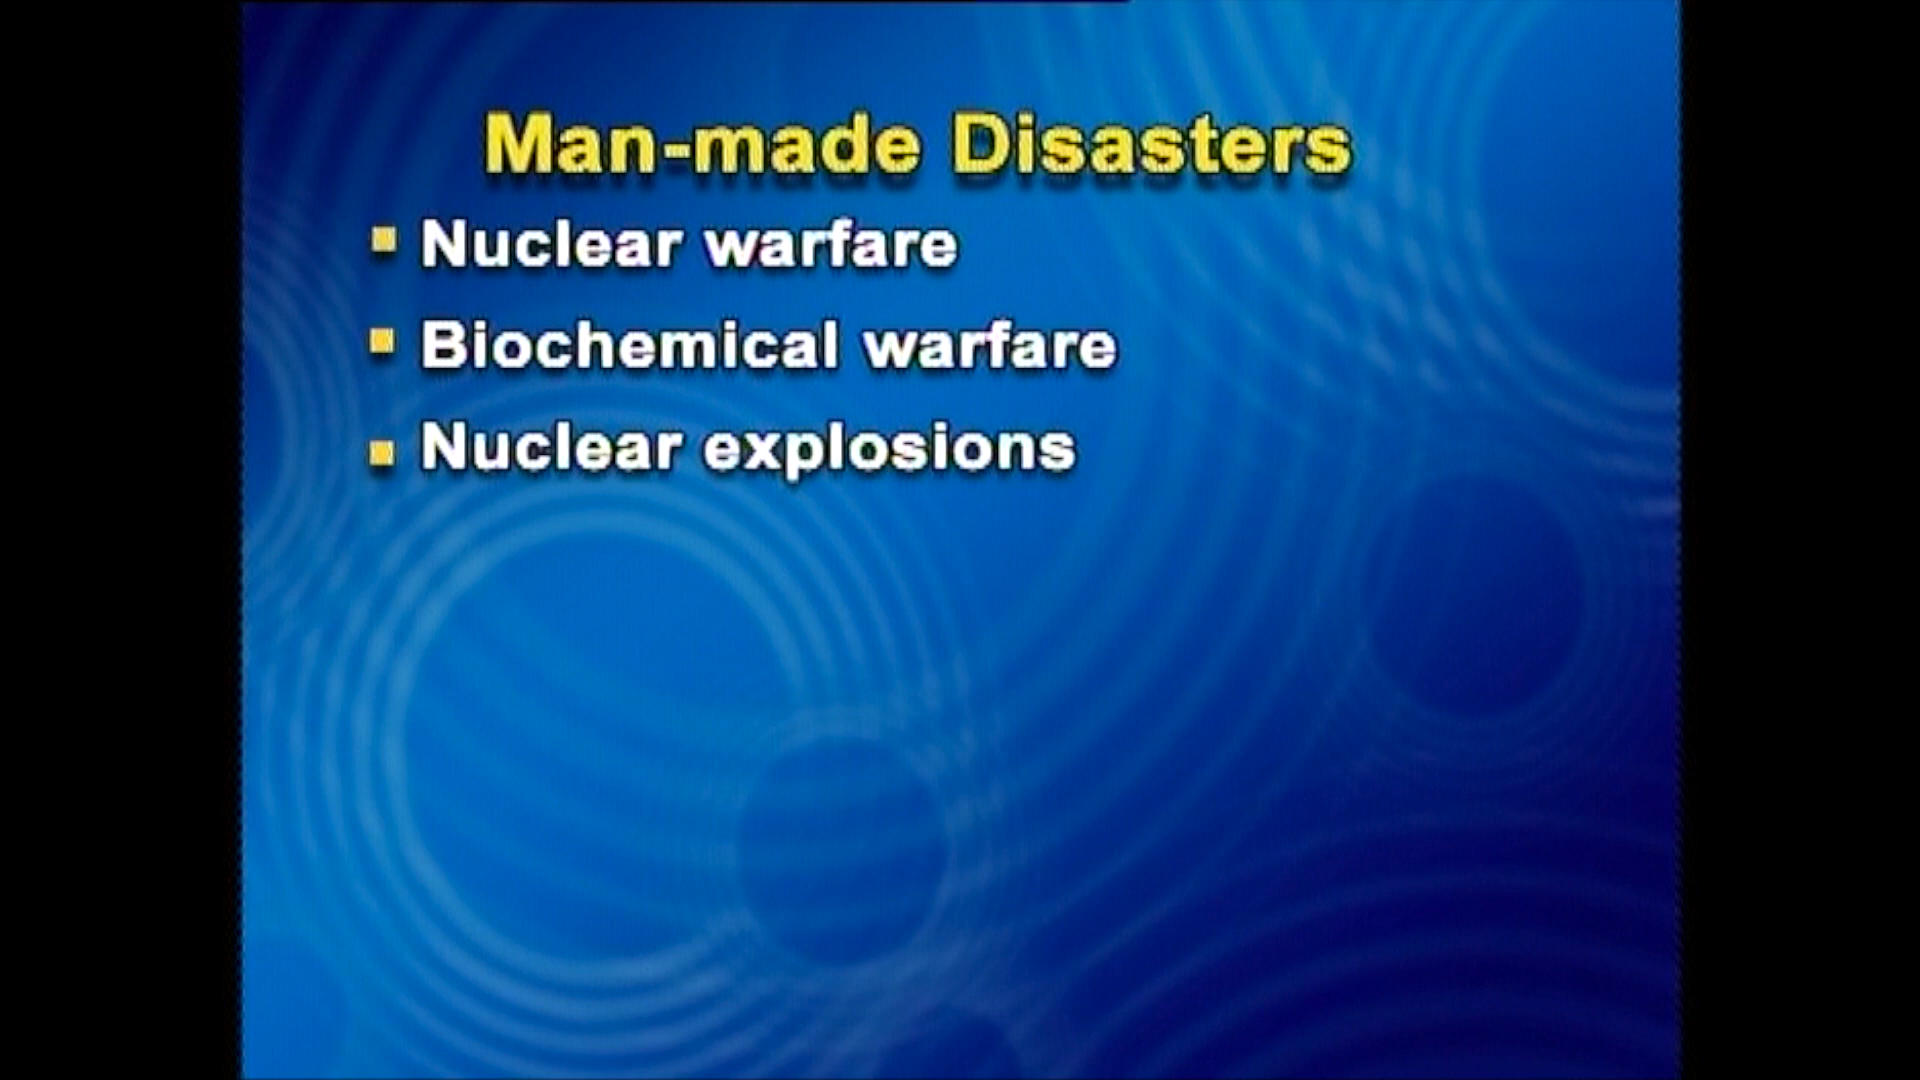 Man-made Disasters
Nuclear warfare
Biochemical warfare
Nuclear explosions